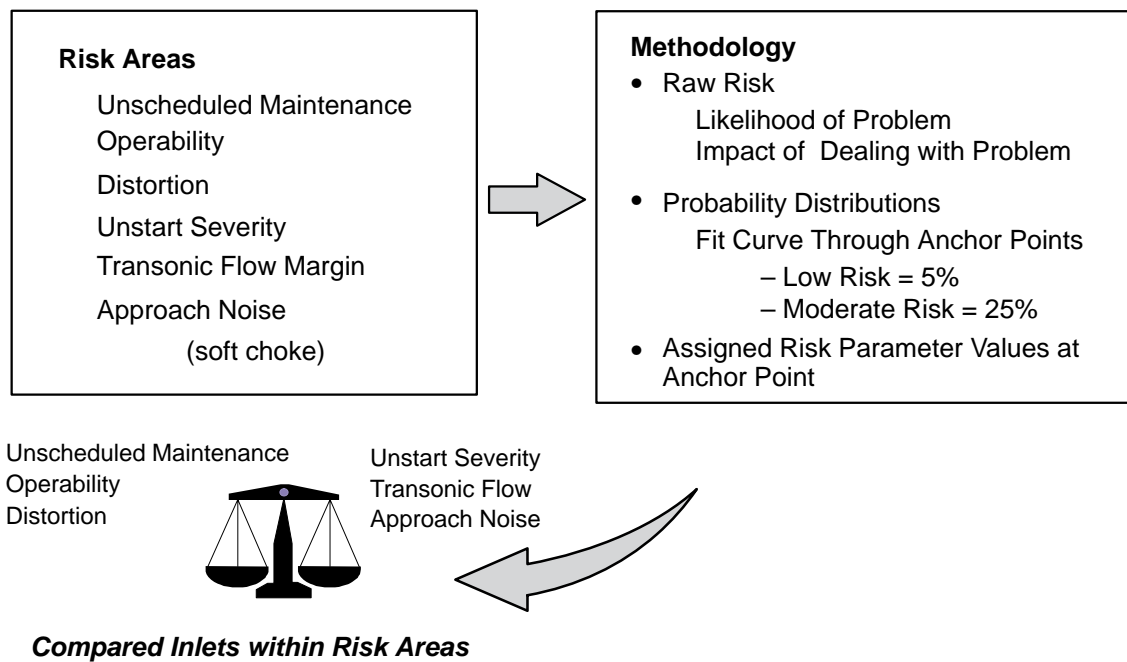 Risk Areas
Unscheduled Maintenance
Operability
Distortion
Unstart Severity
Transonic Flow Margin
Approach Noise
(soft choke)
Methodology
• Raw Risk
Likelihood of Problem
Impact of Dealing with Problem
• Probability Distributions
Fit Curve Through Anchor Points
– Low Risk = 5%
– Moderate Risk = 25%
• Assigned Risk Parameter Values at
Anchor Point
Unscheduled Maintenance
Operability
Distortion
Unstart Severity
Transonic Flow
Approach Noise
Compared Inlets within Risk Areas